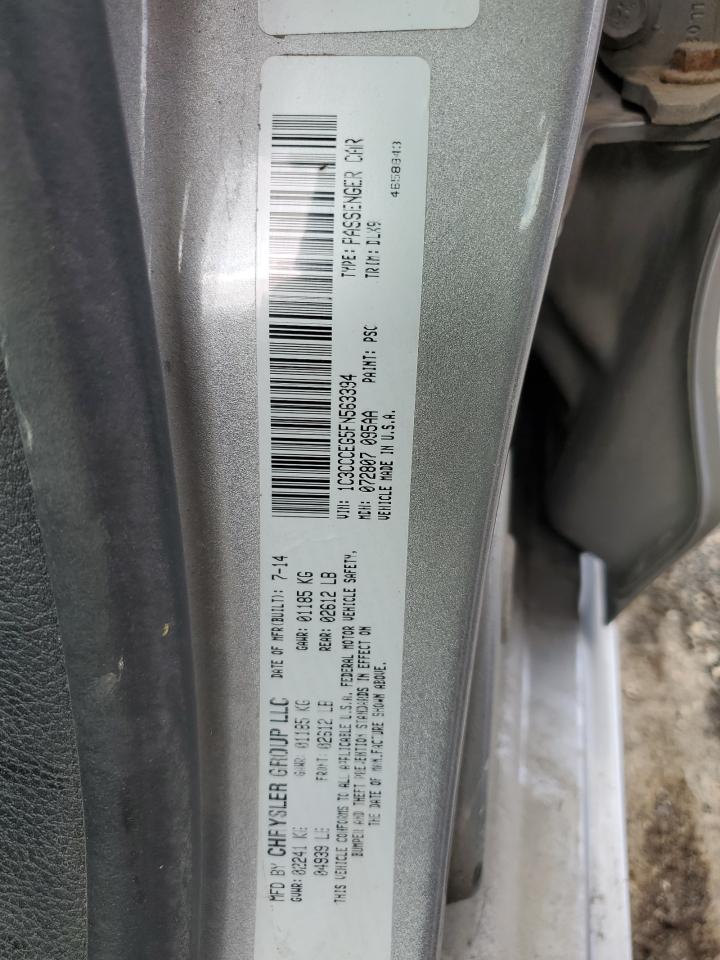 MFD BY CHRYSLER GROUP LLC
DATE OF MFR(BUILT): 7-14
GVWR: 02241 KG
GAWR: 01185 KG
GAWR: 01185 KG
04939 LB
FRONT: 02612 LB
REAR: 02612 LB
THIS VEHICLE CONFORMS TO ALL APPLICABLE U.S.A. FEDERAL MOTOR VEHICLE SAFETY,
BUMPER AND THEFT PREVENTION STANDARDS IN EFFECT ON
THE DATE OF MANUFACTURE SHOWN ABOVE.
VIN: 1C3CCCEG5FN563394
TYPE: PASSENGER CAR
MDH: 072807 095AA
PAINT: PSC
TRIM: DLX9
VEHICLE MADE IN U.S.A.